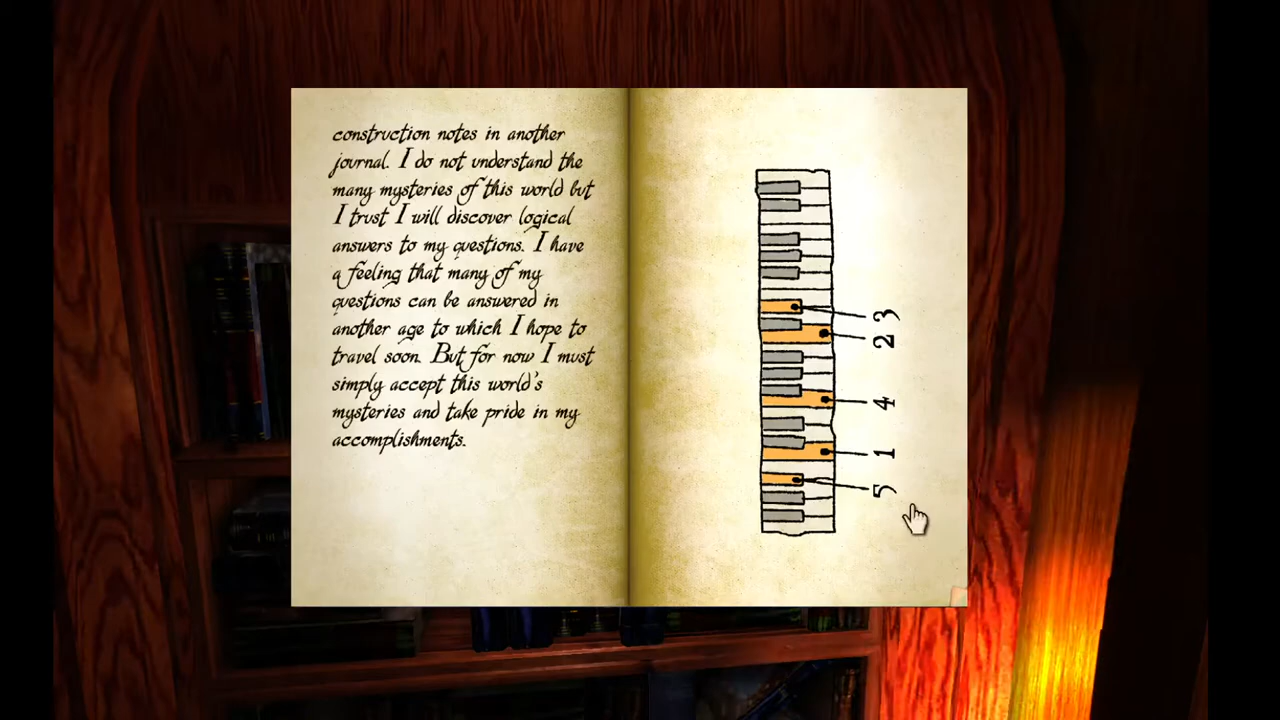 construction notes in another
journal. I do not understand the
many mysteries of this world but
I trust I will discover logical
answers to my questions. I have
a feeling that many of my
questions can be answered in
another age to which I hope to
travel soon. But for now I must
simply accept this world's
mysteries and take pride in my
accomplishments.
3
2
4
1
5